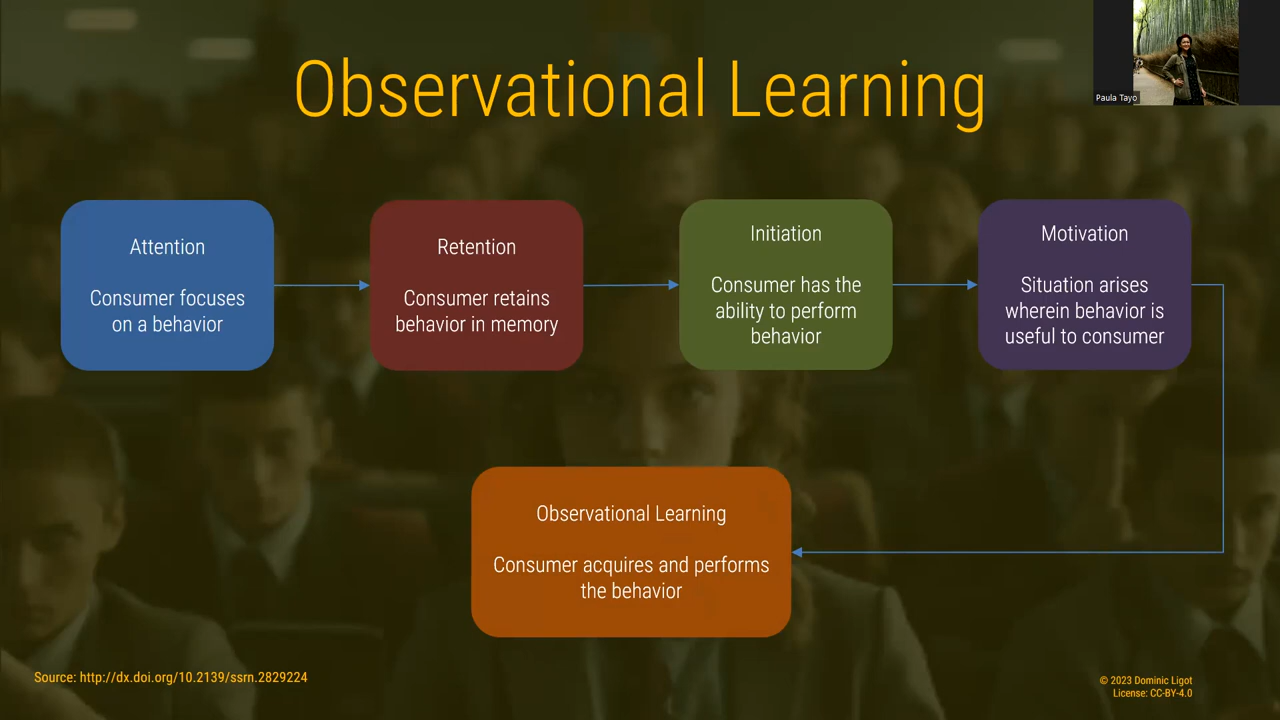 Observational Learning
Paula Tayo
Attention
Consumer focuses
on a behavior
Retention
Consumer retains
behavior in memory
Initiation
Consumer has the
ability to perform
behavior
Motivation
Situation arises
wherein behavior is
useful to consumer
Observational Learning
Consumer acquires and performs
the behavior
Source: http://dx.doi.org/10.2139/ssrn.2829224
© 2023 Dominic Ligot
License: CC-BY-4.0